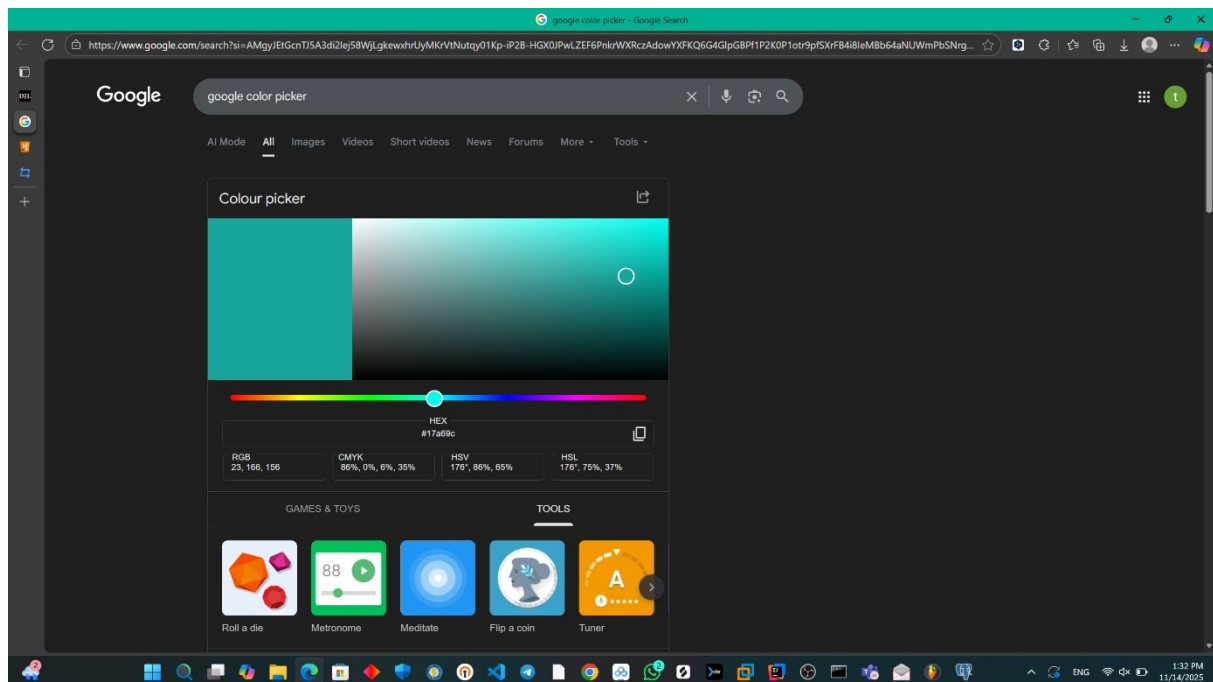 google color picker - Google Search
https://www.google.com/search?si=AMgyJEtGcnTJ5A3di2lej58WjLgkewxhrUyMKrVtNutqy01Kp-iP2B-HGX0JPwLZEF6PnkrWXRczAdowYXFKQ6G4GlpGBPf1P2K0P1otr9pfSXrFB4i8IeMBb64aNUWmPbSNrg...
Google
google color picker
t
AI Mode All Images Videos Short videos News Forums More Tools
Colour picker
HEX
#17a69c
RGB
23, 166, 156
CMYK
86%, 0%, 6%, 35%
HSV
176°, 86%, 65%
HSL
176°, 75%, 37%
GAMES & TOYS TOOLS
88
A
Roll a die Metronome Meditate Flip a coin Tuner
2
2
ENG
1:32 PM
11/14/2025